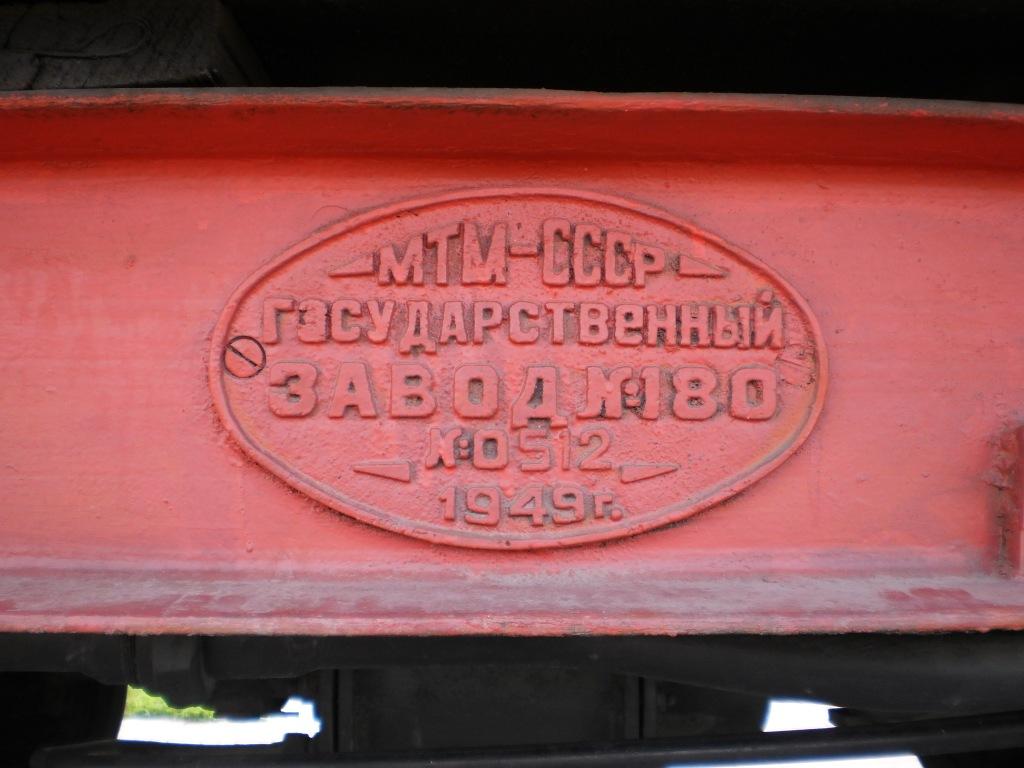 МТМ-СССР
Государственный
ЗАВОД №180
№0512
1949г.